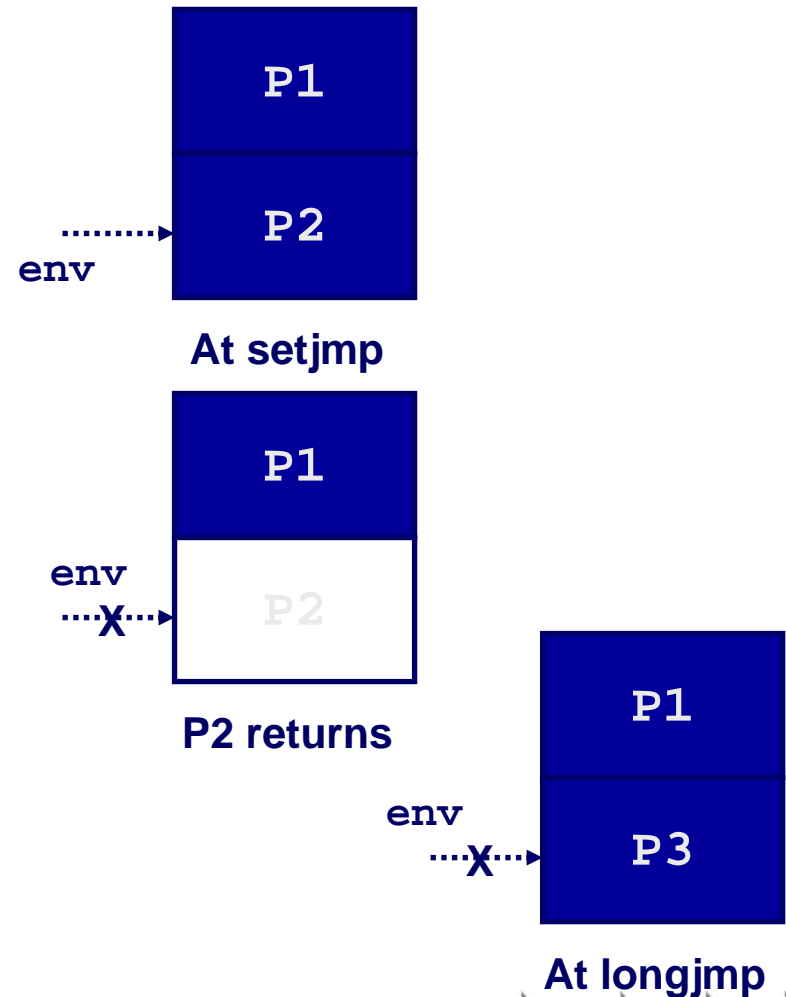 P1
P2
env
At setjmp
P1
env
X
P2
P2 returns
P1
env
X
P3
At longjmp